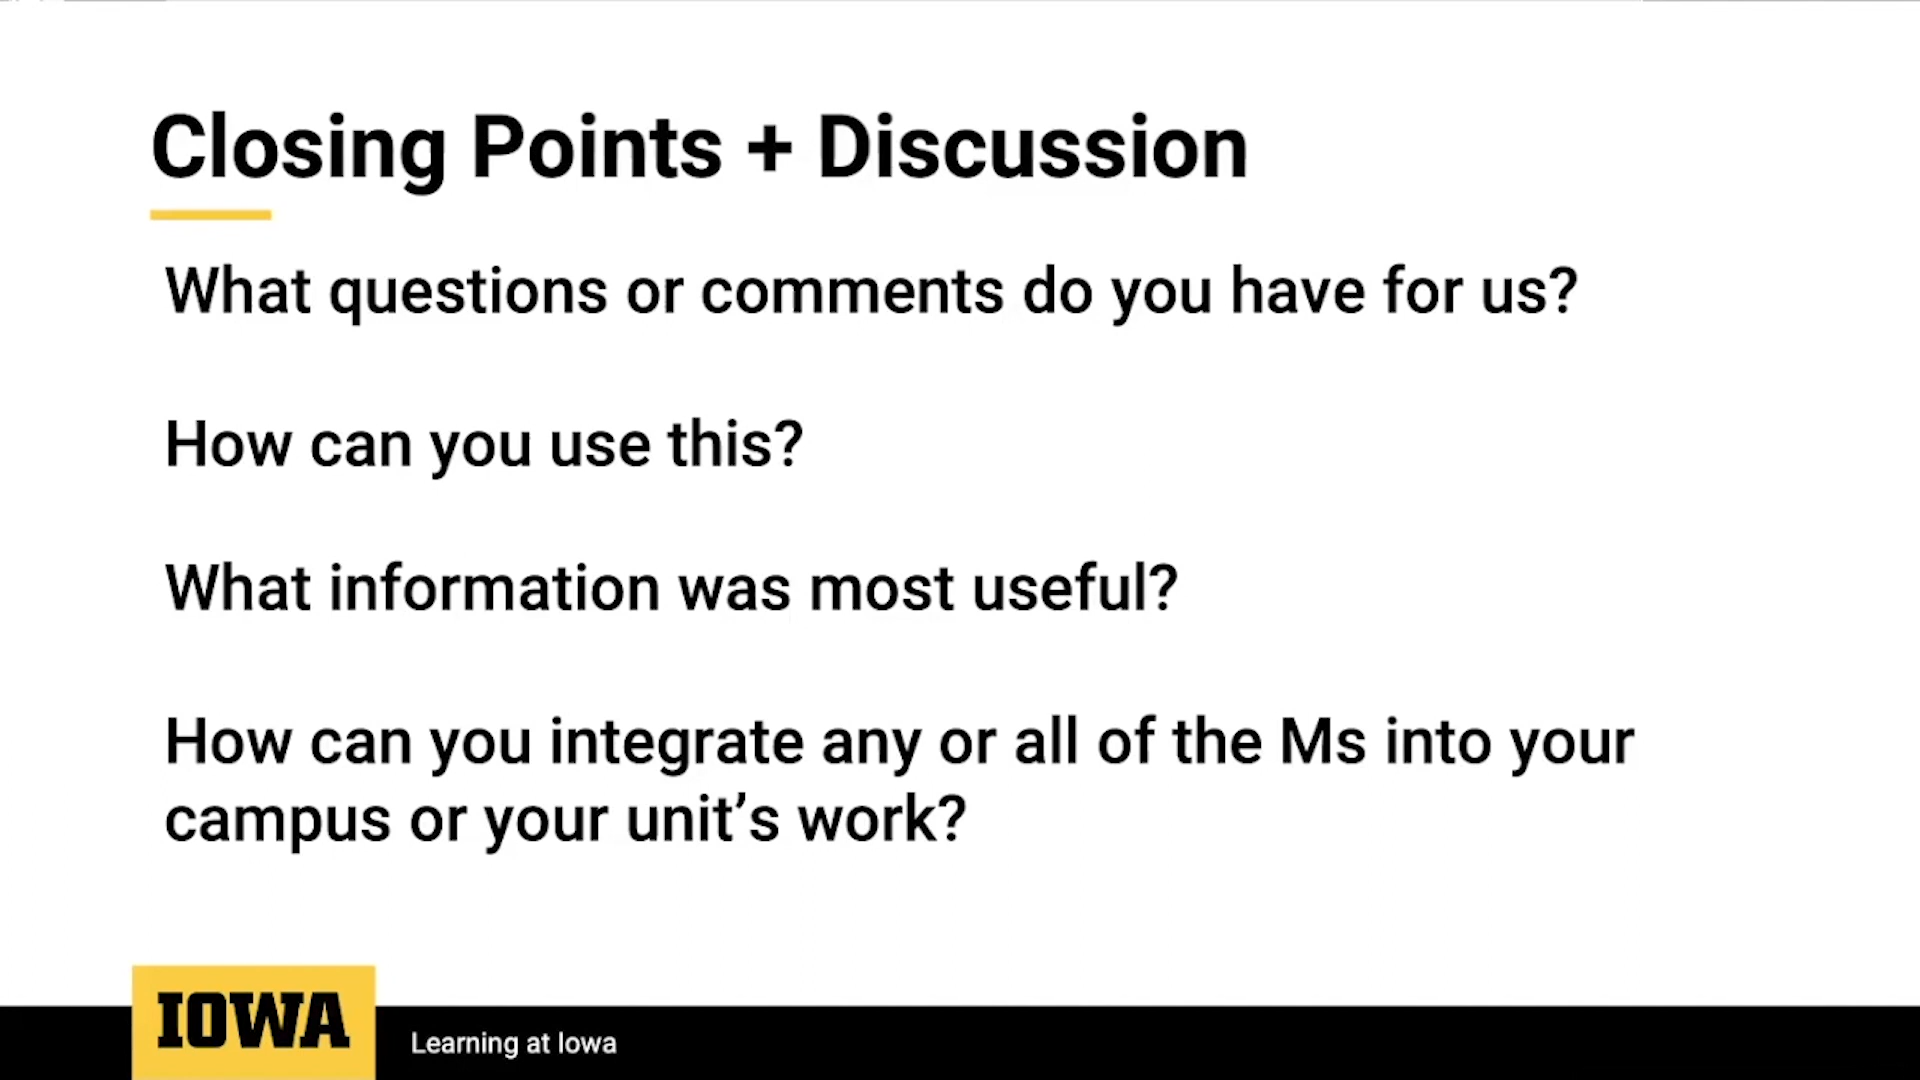 Closing Points + Discussion
What questions or comments do you have for us?
How can you use this?
What information was most useful?
How can you integrate any or all of the Ms into your
campus or your unit’s work?
IOWA
Learning at Iowa